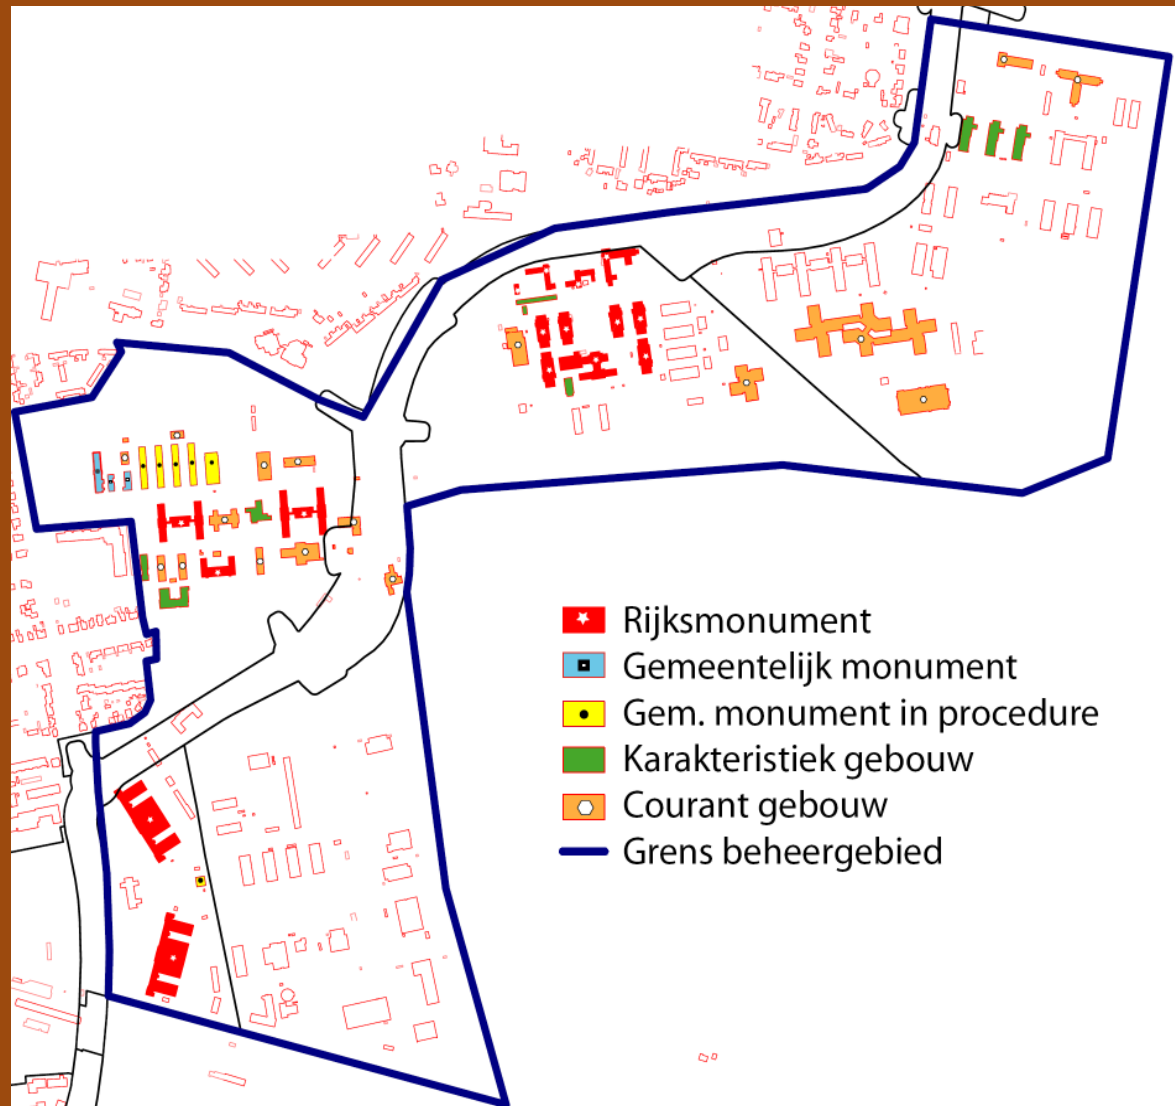 Rijksmonument
Gemeentelijk monument
Gem. monument in procedure
Karakteristiek gebouw
Courant gebouw
Grens beheergebied